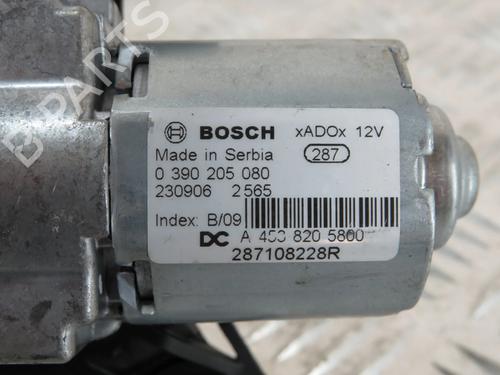 BOSCH xADOx 12V
Made in Serbia 287
0 390 205 080
230906 2565
Index: B/09
DC A 453 820 5800
287108228R
PARTS